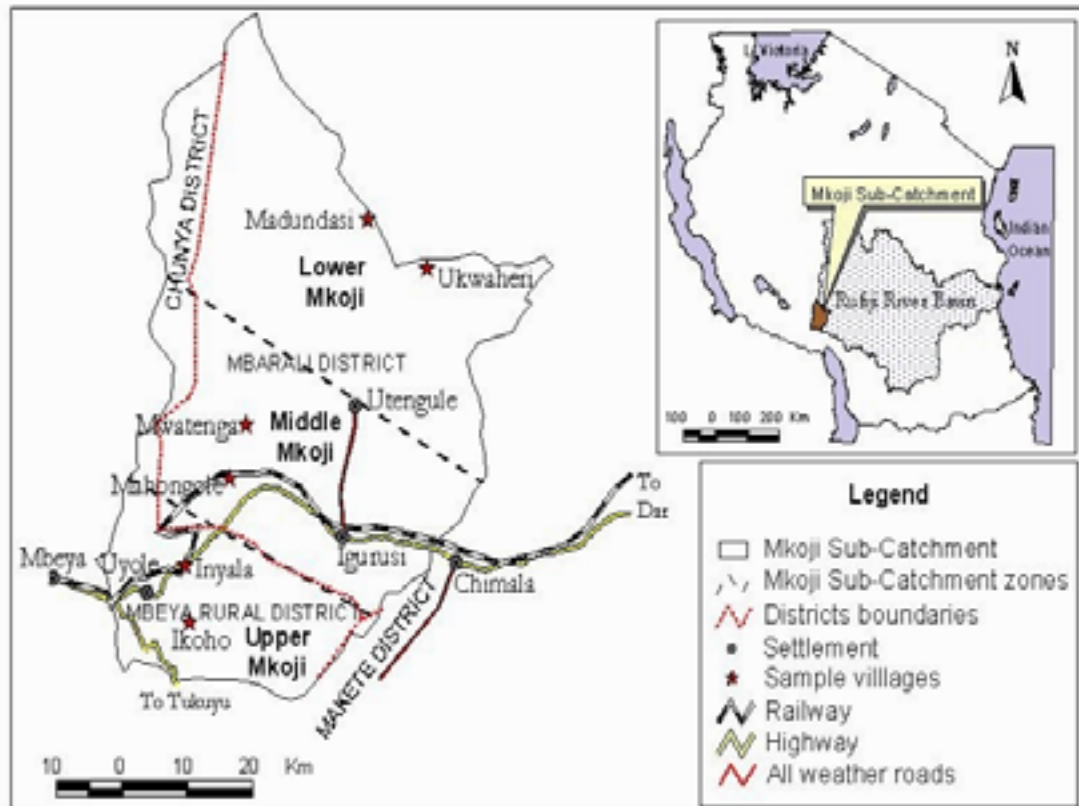 CHUNYA DISTRICT
Madundasi
Lower
Mkoji
Ukwaheri
MBARALI DISTRICT
Utengule
Mwatenga
Middle
Mkoji
Mahongole
To
Dar
Igurusi
Mbeya
Uyole
Inyala
Chimala
MBEYA RURAL DISTRICT
Ikoho
Upper
Mkoji
MAKETE DISTRICT
To Tukuyu
10 0 10 20 Km
L. Victoria
N
Mkoji Sub-Catchment
Indian
Ocean
Rufiji River Basin
100 0 100 200 Km
Legend
Mkoji Sub-Catchment
Mkoji Sub-Catchment zones
Districts boundaries
Settlement
Sample villlages
Railway
Highway
All weather roads